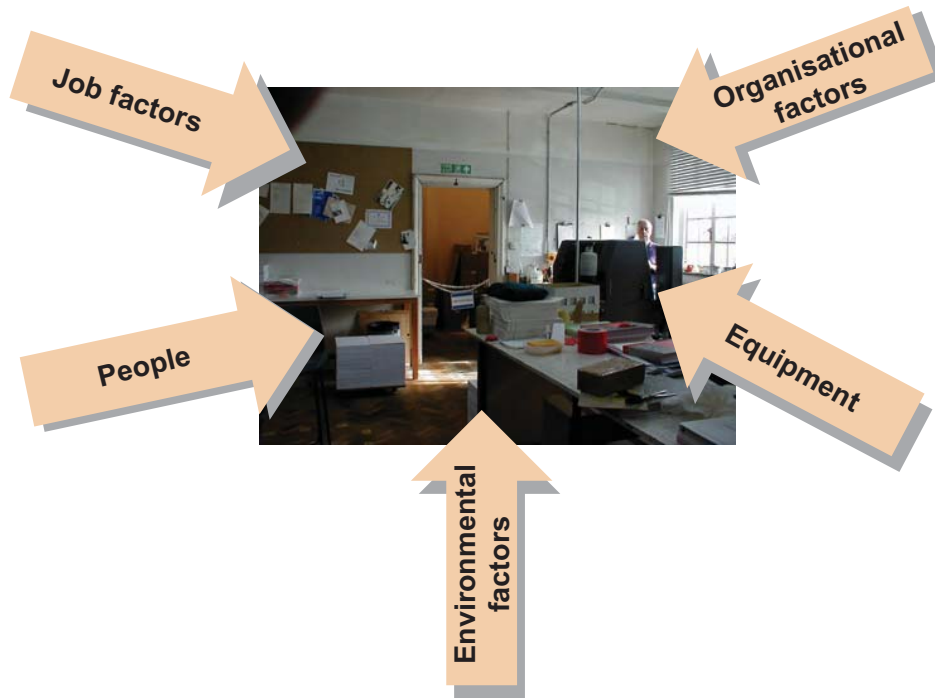 Job factors
Organisational
factors
People
Equipment
Environmental
factors